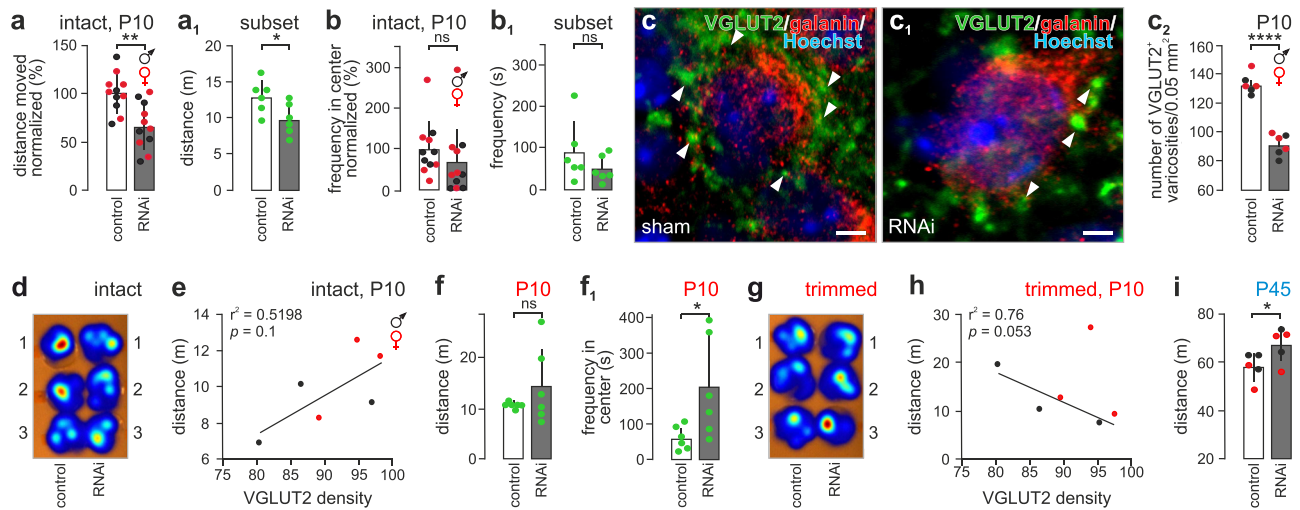 a
intact, P10
**
distance moved
normalized (%)
150
100
50
0
control
RNAi
a1
subset
*
distance (m)
20
15
10
5
0
control
RNAi
b
intact, P10
ns
frequency in center
normalized (%)
300
200
100
0
control
RNAi
b1
subset
ns
frequency (s)
300
200
100
0
control
RNAi
c
VGLUT2/galanin/
Hoechst
sham
c1
VGLUT2/galanin/
Hoechst
RNAi
c2
P10
****
number of VGLUT2+
varicosities/0.05 mm2
160
140
120
100
80
60
control
RNAi
d
intact
1
1
2
2
3
3
control
RNAi
e
intact, P10
r2 = 0.5198
p = 0.1
distance (m)
14
12
10
8
6
75
80
85
90
95
100
VGLUT2 density
f
P10
ns
distance (m)
20
10
0
control
RNAi
f1
P10
*
frequency in
center (s)
400
300
200
100
0
control
RNAi
g
trimmed
1
1
2
2
3
3
control
RNAi
h
trimmed, P10
r2 = 0.76
p = 0.053
distance (m)
30
20
10
0
75
80
85
90
95
100
VGLUT2 density
i
P45
*
distance (m)
80
60
40
20
control
RNAi